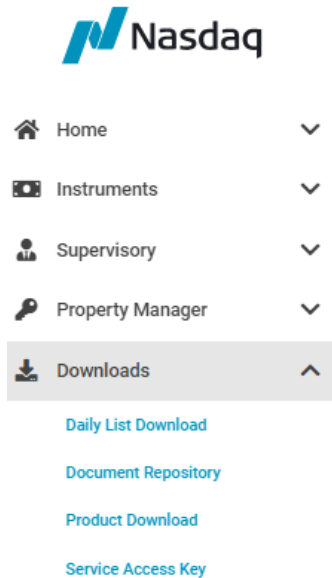 Nasdaq
Home
Instruments
Supervisory
Property Manager
Downloads
Daily List Download
Document Repository
Product Download
Service Access Key